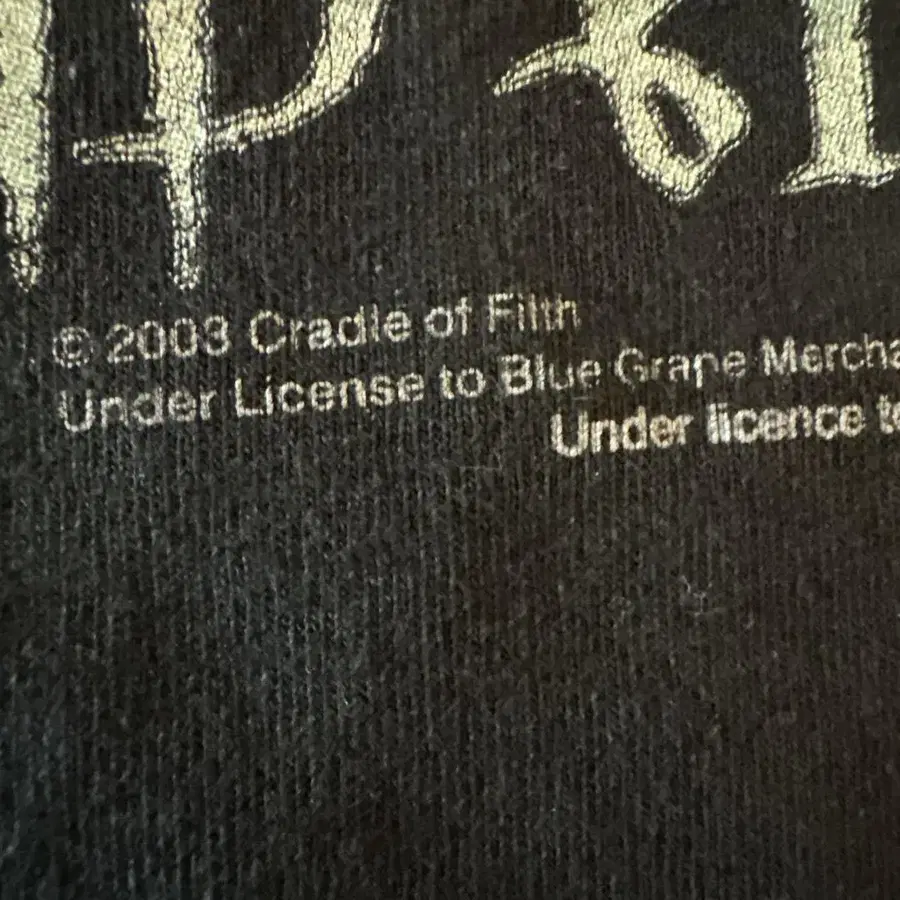 © 2003 Cradle of Filth
Under License to Blue Grape Mercha
Under licence to